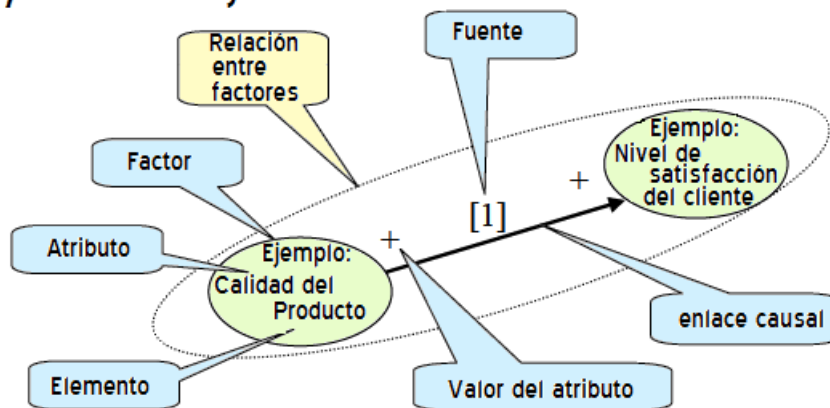 Fuente
Relación
entre
factores
Ejemplo:
Nivel de
satisfacción
del cliente
Factor
+
[1]
Atributo
+
Ejemplo:
Calidad del
Producto
enlace causal
Elemento
Valor del atributo